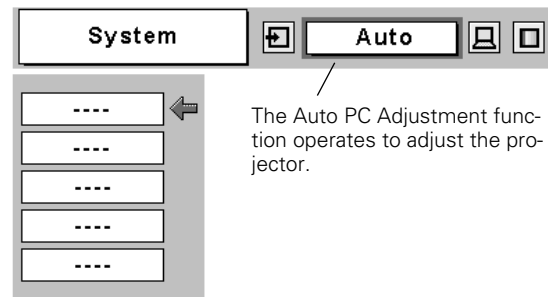 System
Auto
----
----
----
----
----
The Auto PC Adjustment func-
tion operates to adjust the pro-
jector.